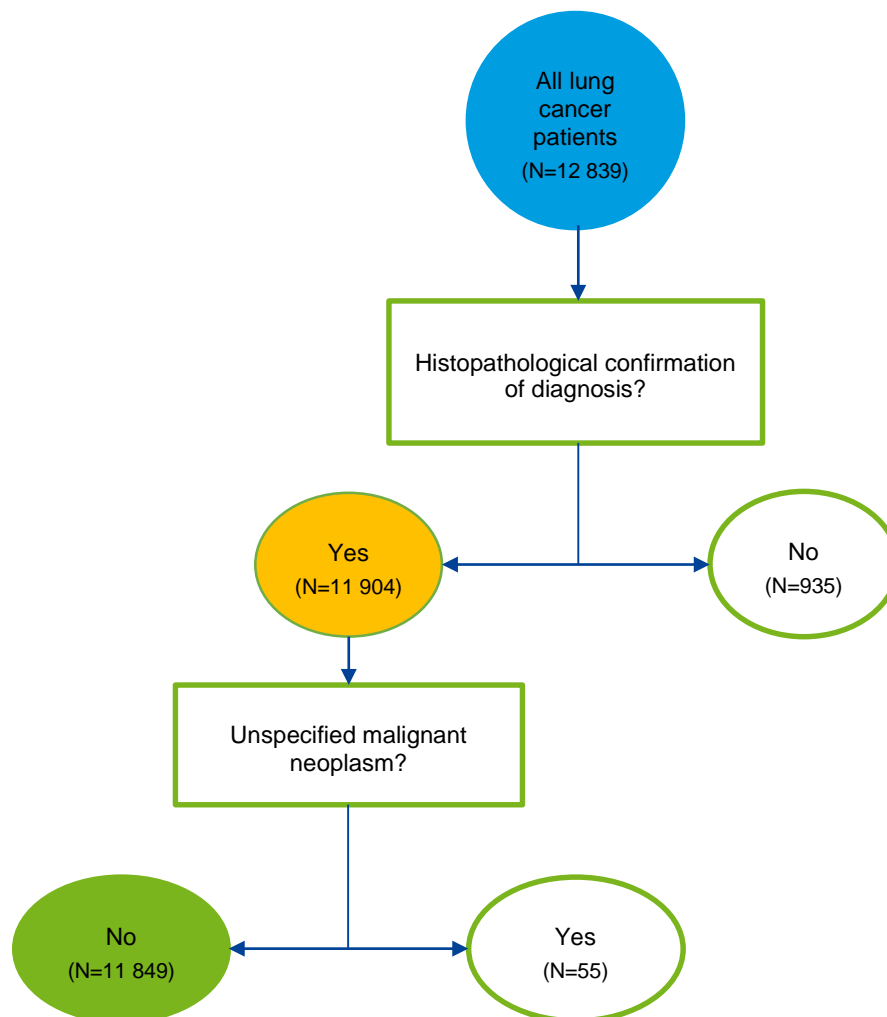 All lung
cancer
patients
(N=12 839)
Histopathological confirmation
of diagnosis?
Yes
(N=11 904)
No
(N=935)
Unspecified malignant
neoplasm?
No
(N=11 849)
Yes
(N=55)